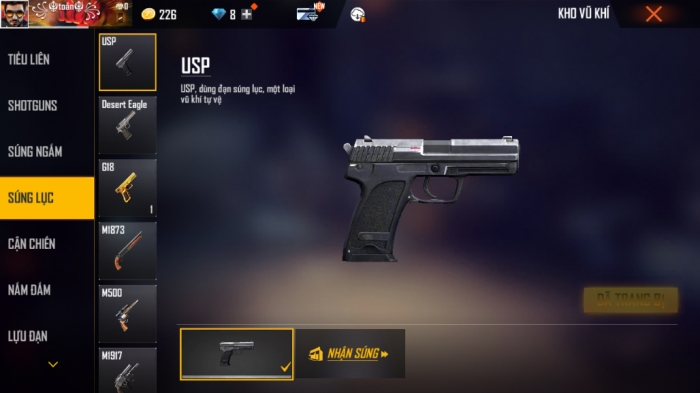 ꧁toán꧂
0
226
8
NEW
KHO VŨ KHÍ
TIỂU LIÊN
SHOTGUNS
SÚNG NGẮM
SÚNG LỤC
CẬN CHIẾN
NẮM ĐẤM
LỰU ĐẠN
USP
Desert Eagle
G18
1
M1873
M500
M1917
USP
USP, dùng đạn súng lục, một loại
vũ khí tự vệ
ĐÃ TRANG BỊ
NHẬN SÚNG